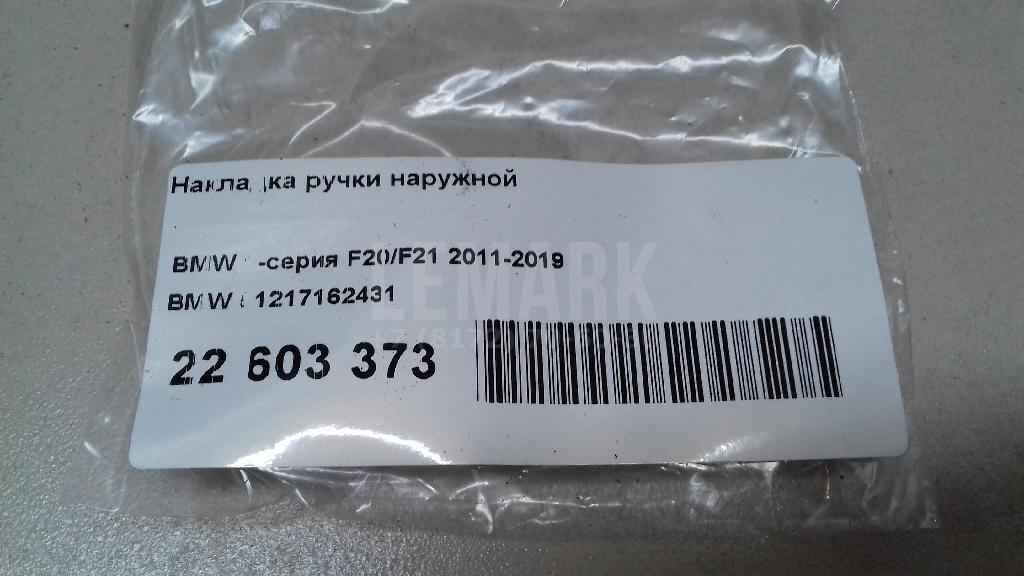 Накладка ручки наружной
BMW -серия F20/F21 2011-2019
BMW 1217162431
22 603 373
LEMARK